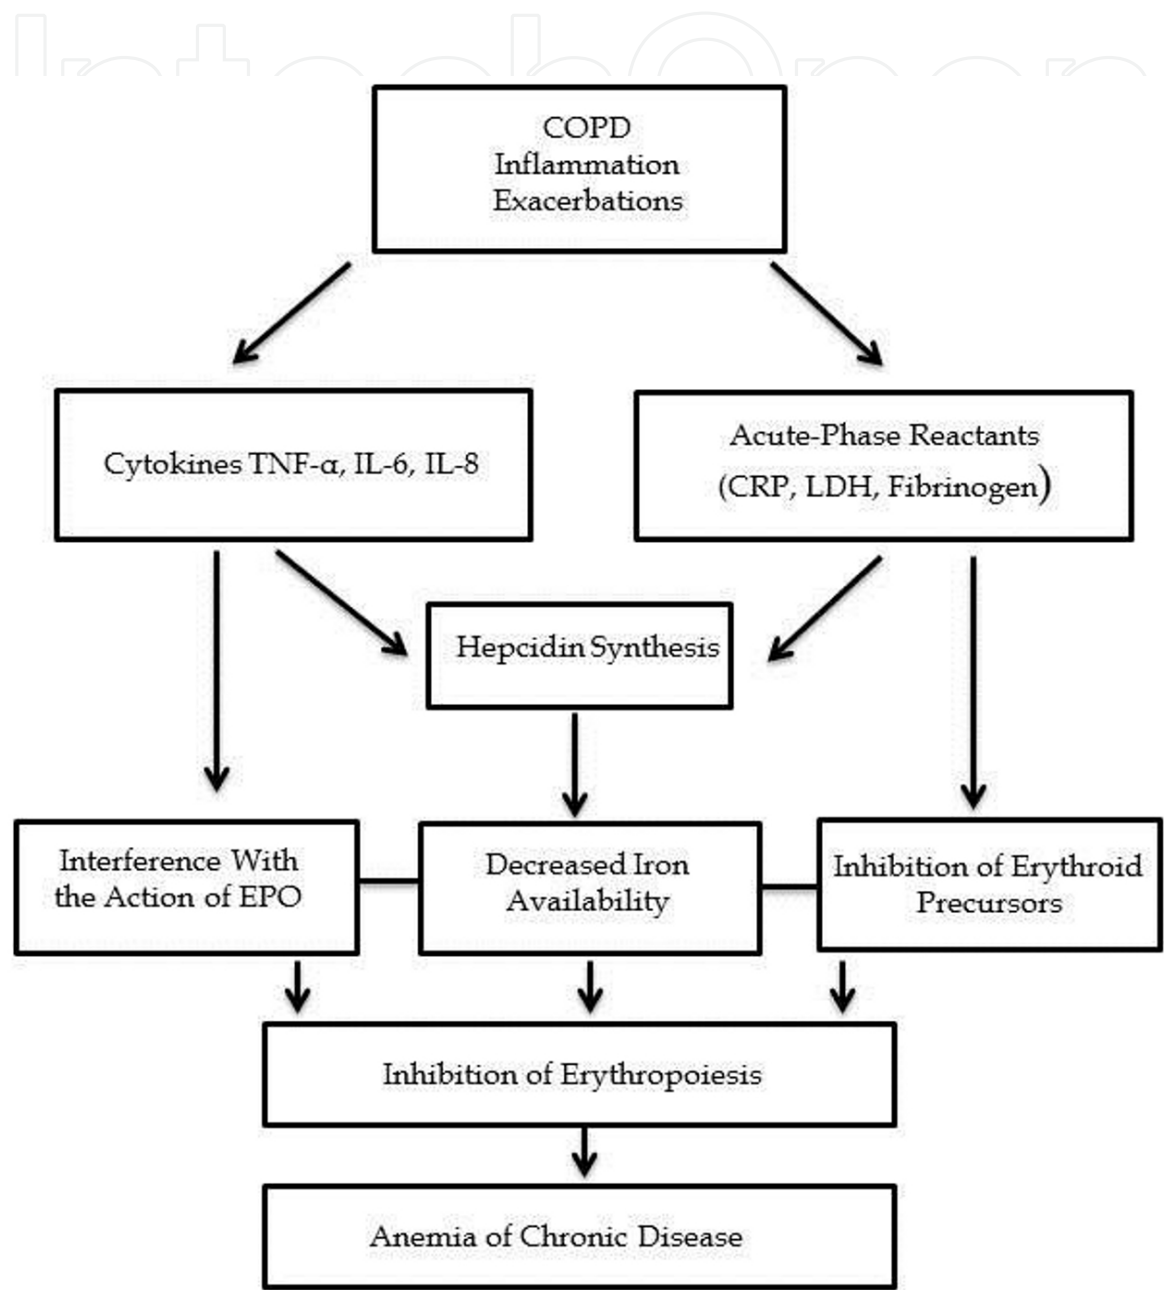 IntechOpen
COPD
Inflammation
Exacerbations
Cytokines TNF-α, IL-6, IL-8
Acute-Phase Reactants
(CRP, LDH, Fibrinogen)
Hepcidin Synthesis
Interference With
the Action of EPO
Decreased Iron
Availability
Inhibition of Erythroid
Precursors
Inhibition of Erythropoiesis
Anemia of Chronic Disease